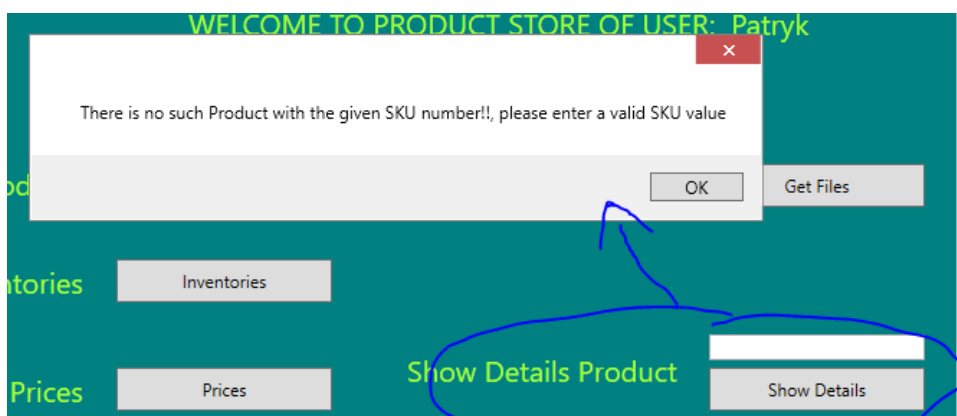 WELCOME TO PRODUCT STORE OF USER: Patryk
There is no such Product with the given SKU number!!, please enter a valid SKU value
OK
Get Files
Inventories
Show Details Product
Prices
Prices
Show Details